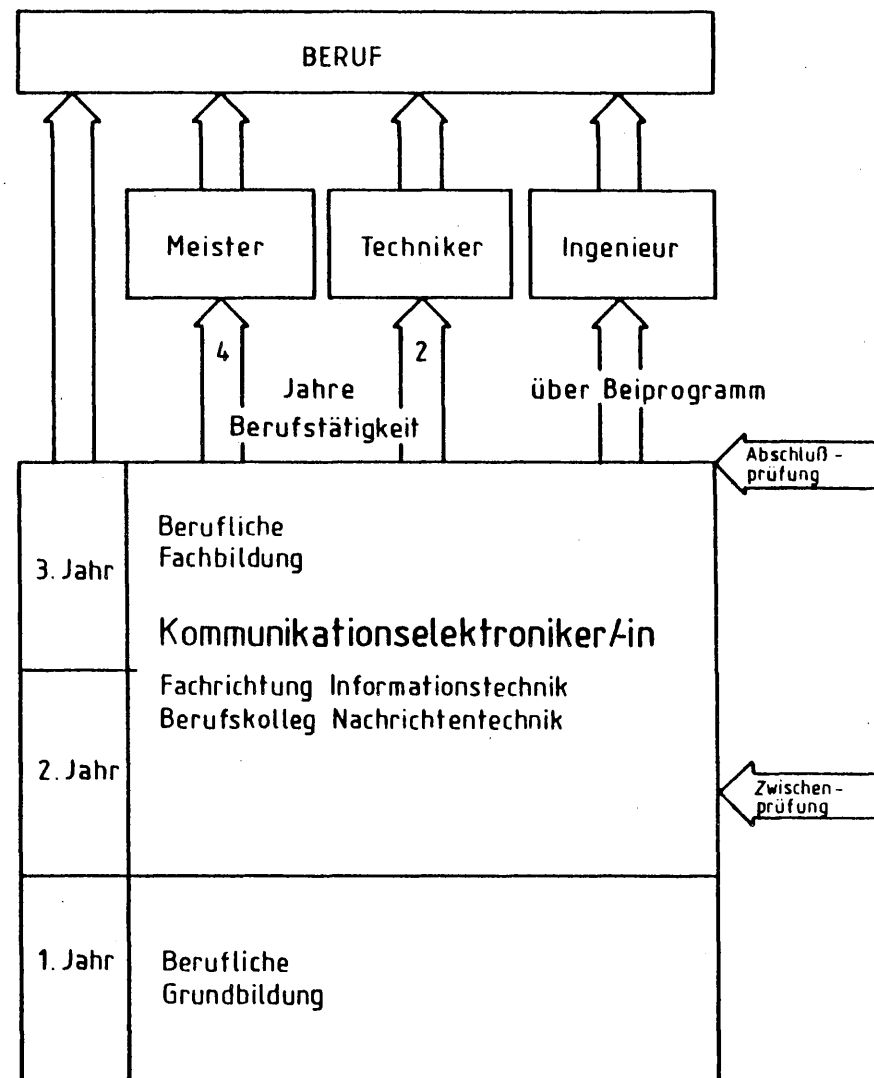 BERUF
Meister
Techniker
Ingenieur
4
2
Jahre
Berufstätigkeit
über Beiprogramm
Abschluß-
prüfung
3. Jahr
Berufliche
Fachbildung
Kommunikationselektroniker/-in
Fachrichtung Informationstechnik
Berufskolleg Nachrichtentechnik
2. Jahr
Zwischen-
prüfung
1. Jahr
Berufliche
Grundbildung